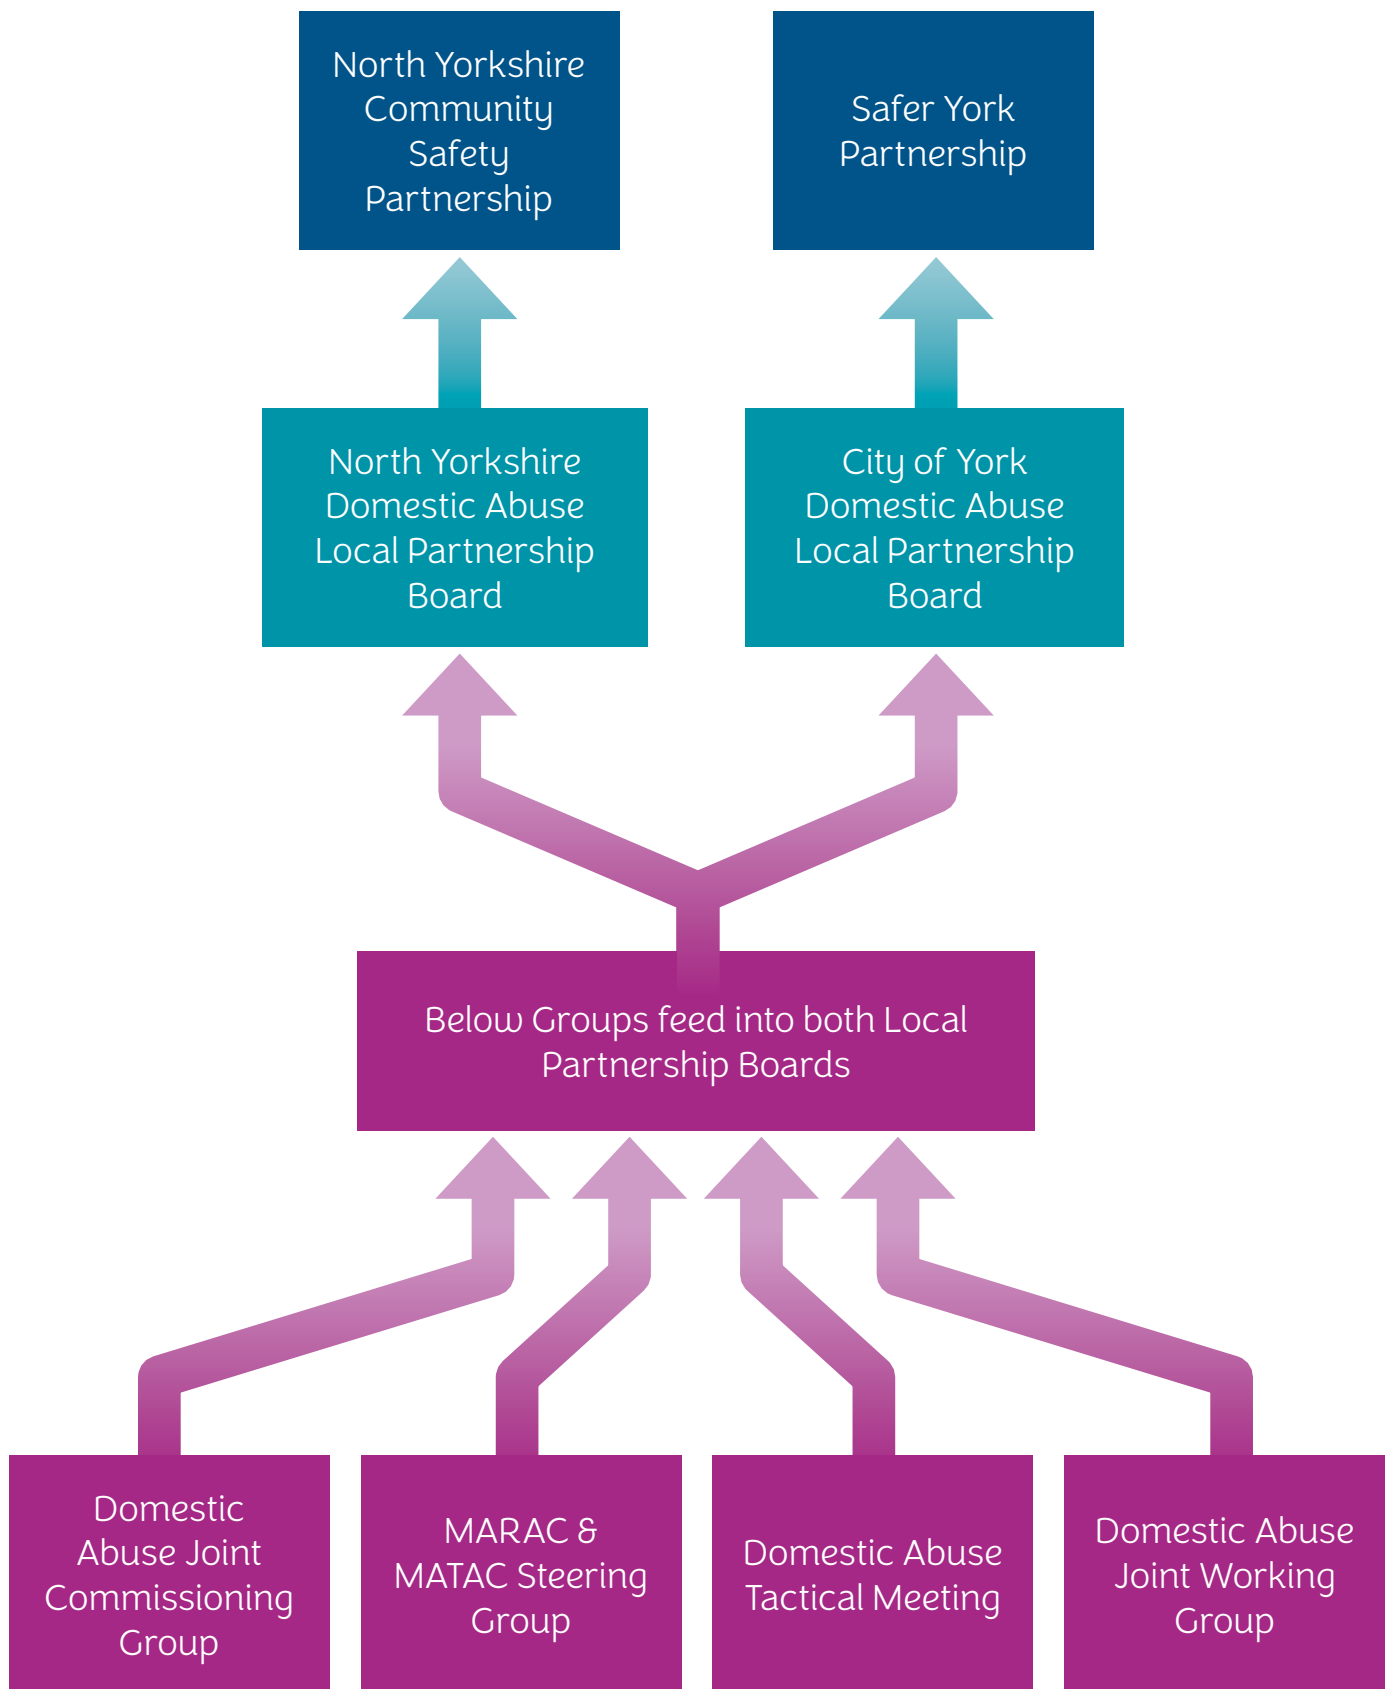 North Yorkshire
Community
Safety
Partnership
Safer York
Partnership
North Yorkshire
Domestic Abuse
Local Partnership
Board
City of York
Domestic Abuse
Local Partnership
Board
Below Groups feed into both Local
Partnership Boards
Domestic
Abuse Joint
Commissioning
Group
MARAC &
MATAC Steering
Group
Domestic Abuse
Tactical Meeting
Domestic Abuse
Joint Working
Group